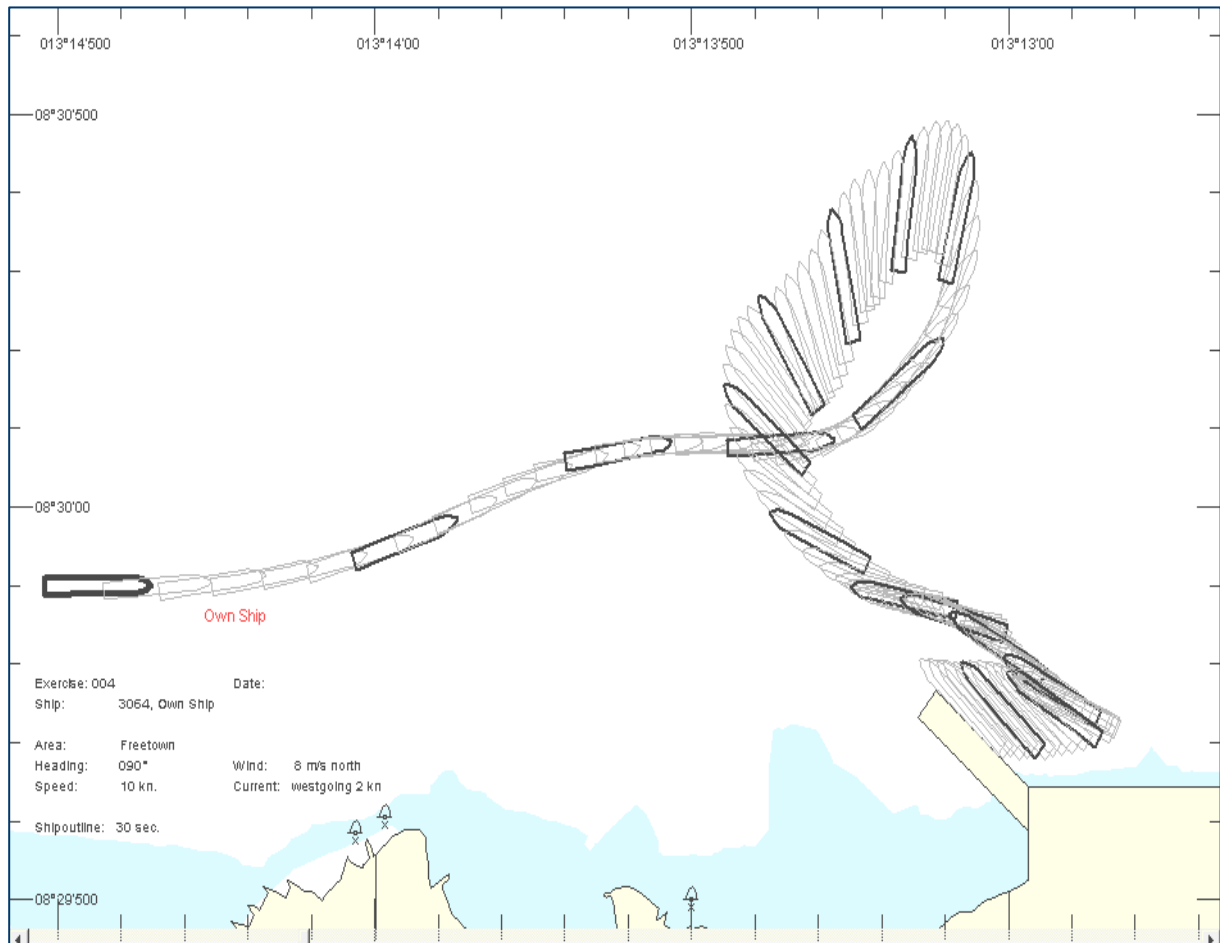 013°14'500 013°14'00 013°13'500 013°13'00
08°30'500
08°30'00
Own Ship
Exercise: 004 Date:
Ship: 3064, Own Ship
Area: Freetown
Heading: 090° Wind: 8 m/s north
Speed: 10 kn. Current: westgoing 2 kn
Shipoutline: 30 sec.
08°29'500